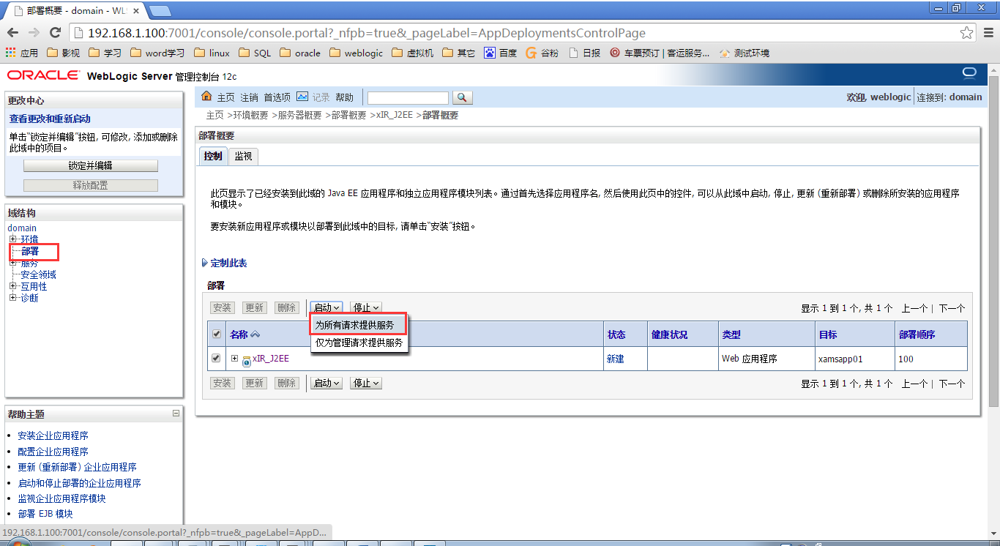 部署概要 - domain - WLS
192.168.1.100:7001/console/console.portal?_nfpb=true&_pageLabel=AppDeploymentsControlPage
应用 影视 学习 word学习 linux SQL oracle weblogic 虚拟机 其它 百度 谷粉 日报 车票预订 | 客运服务... 测试环境
ORACLE WebLogic Server 管理控制台 12c
更改中心
查看更改和重新启动
单击“锁定并编辑”按钮, 可修改, 添加或删除
此域中的项目。
锁定并编辑
释放配置
域结构
domain
环境
部署
服务
安全领域
互用性
诊断
帮助主题
安装企业应用程序
配置企业应用程序
更新 (重新部署) 企业应用程序
启动和停止部署的企业应用程序
监视企业应用程序模块
部署 EJB 模块
主页 注销 首选项 记录 帮助
欢迎, weblogic 连接到: domain
主页 >环境概要 >服务器概要 >部署概要 >xIR_J2EE >部署概要
部署概要
控制 监视
此页显示了已经安装到此域的 Java EE 应用程序和独立应用程序模块列表。通过首先选择应用程序名, 然后使用此页中的控件, 可以从此域中启动, 停止, 更新 (重新部署) 或删除所安装的应用程序
和模块。
要安装新应用程序或模块以部署到此域中的目标, 请单击“安装”按钮。
定制此表
部署
安装 更新 删除 启动 停止 显示 1 到 1 个, 共 1 个 上一个 | 下一个
为所有请求提供服务
仅为管理请求提供服务
名称 状态 健康状况 类型 目标 部署顺序
xIR_J2EE 新建 Web 应用程序 xamsapp01 100
安装 更新 删除 启动 停止 显示 1 到 1 个, 共 1 个 上一个 | 下一个
192.168.1.100:7001/console/console.portal?_nfpb=true&_pageLabel=AppD...